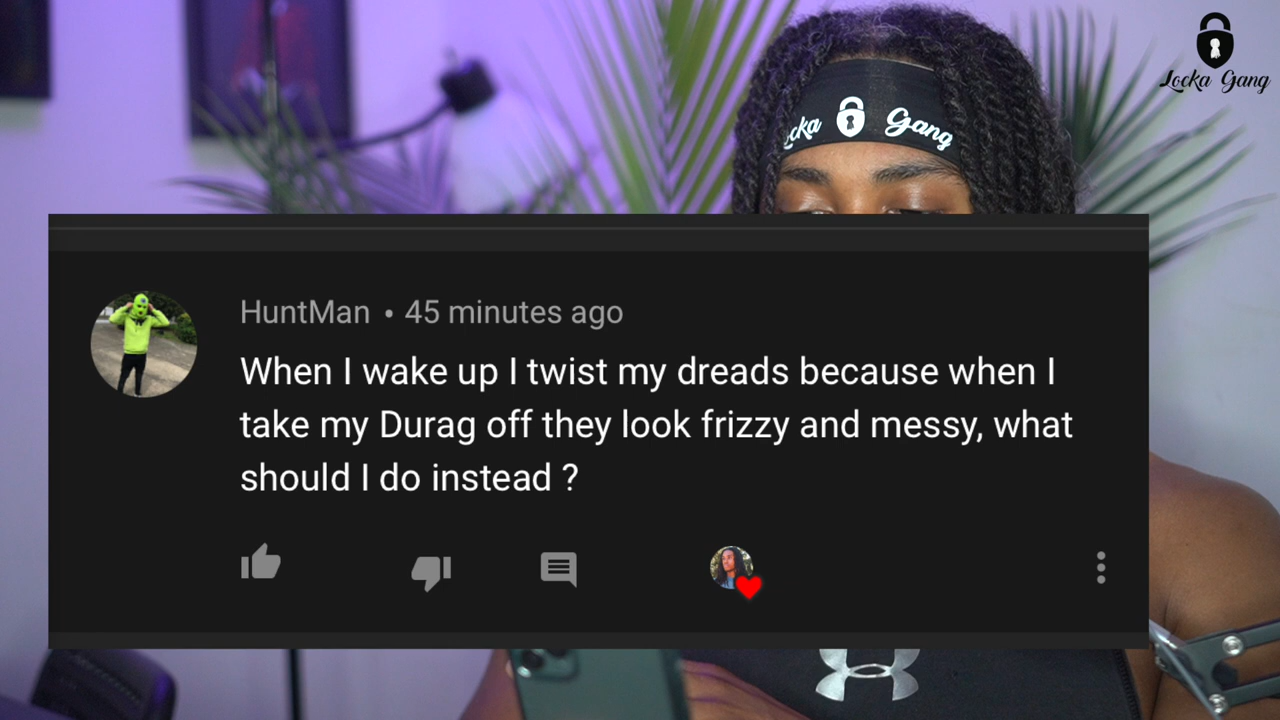 Locka Gang
cka Gang
HuntMan • 45 minutes ago
When I wake up I twist my dreads because when I
take my Durag off they look frizzy and messy, what
should I do instead ?